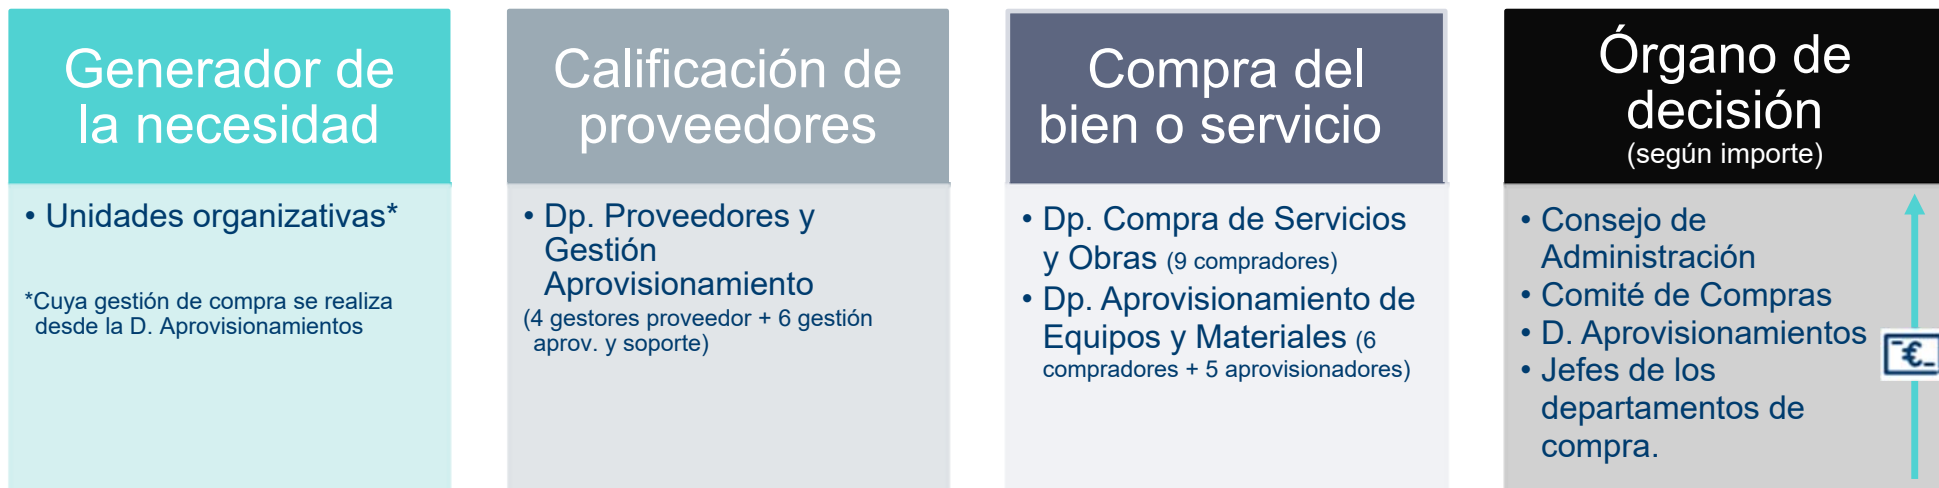 Generador de
la necesidad
• Unidades organizativas*
*Cuya gestión de compra se realiza
desde la D. Aprovisionamientos
Calificación de
proveedores
• Dp. Proveedores y
Gestión
Aprovisionamiento
(4 gestores proveedor + 6 gestión
aprov. y soporte)
Compra del
bien o servicio
• Dp. Compra de Servicios
y Obras (9 compradores)
• Dp. Aprovisionamiento de
Equipos y Materiales (6
compradores + 5 aprovisionadores)
Órgano de
decisión
(según importe)
• Consejo de
Administración
• Comité de Compras
• D. Aprovisionamientos
• Jefes de los
departamentos de
compra.
€